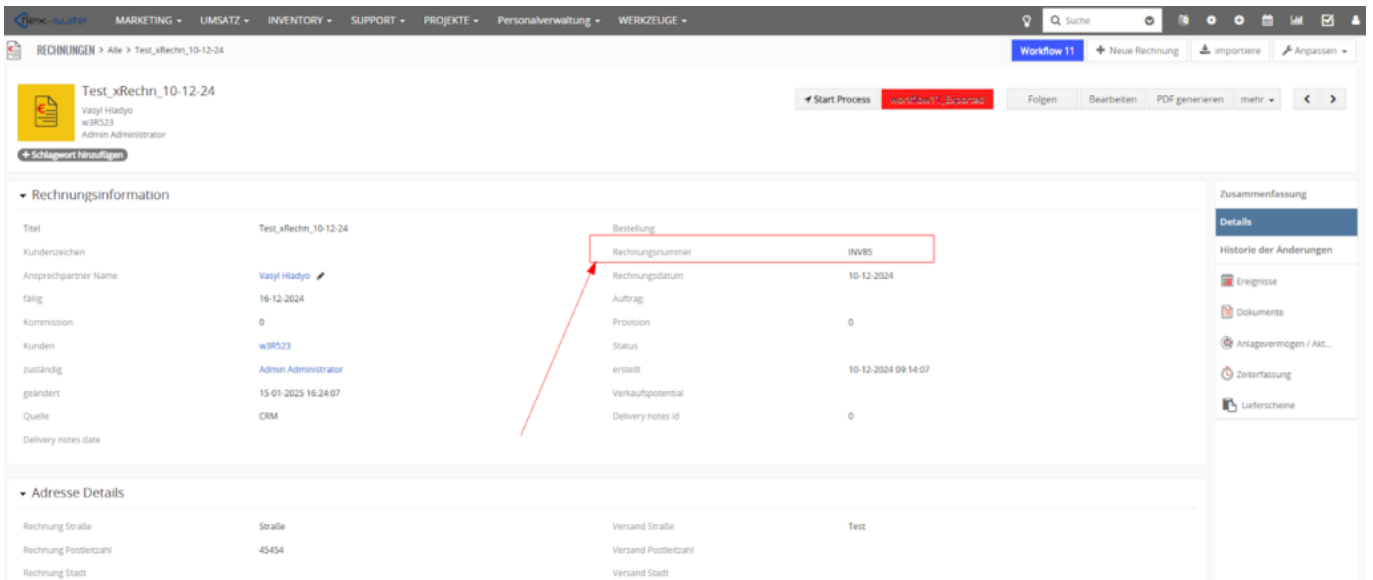 flex-suite MARKETING UMSATZ INVENTORY SUPPORT PROJEKTE Personalverwaltung WERKZEUGE Suche
RECHNUNGEN > Alle > Test_xRechn_10-12-24 Workflow 11 + Neue Rechnung importiere Anpassen
Test_xRechn_10-12-24
Vasyl Hladyo
w3R523
Admin Administrator
Start Process workflow11_Exported Folgen Bearbeiten PDF generieren mehr
+ Schlagwort hinzufügen
Rechnungsinformation
Titel Test_xRechn_10-12-24 Bestellung
Kundenzeichen Rechnungsnummer INV85
Ansprechpartner Name Vasyl Hladyo Rechnungsdatum 10-12-2024
fällig 16-12-2024 Auftrag:
Kommission 0 Provision 0
Kunden w3R523 Status
zuständig Admin Administrator erstellt 10-12-2024 09:14:07
geändert 15-01-2025 16:24:07 Verkaufspotential
Quelle CRM Delivery notes id 0
Delivery notes date
Adresse Details
Rechnung Straße Straße Versand Straße Test
Rechnung Postleitzahl 45454 Versand Postleitzahl
Rechnung Stadt Versand Stadt
Zusammenfassung
Details
Historie der Änderungen
Ereignisse
Dokumente
Anlagevermögen / Akt...
Zeiterfassung
Lieferscheine